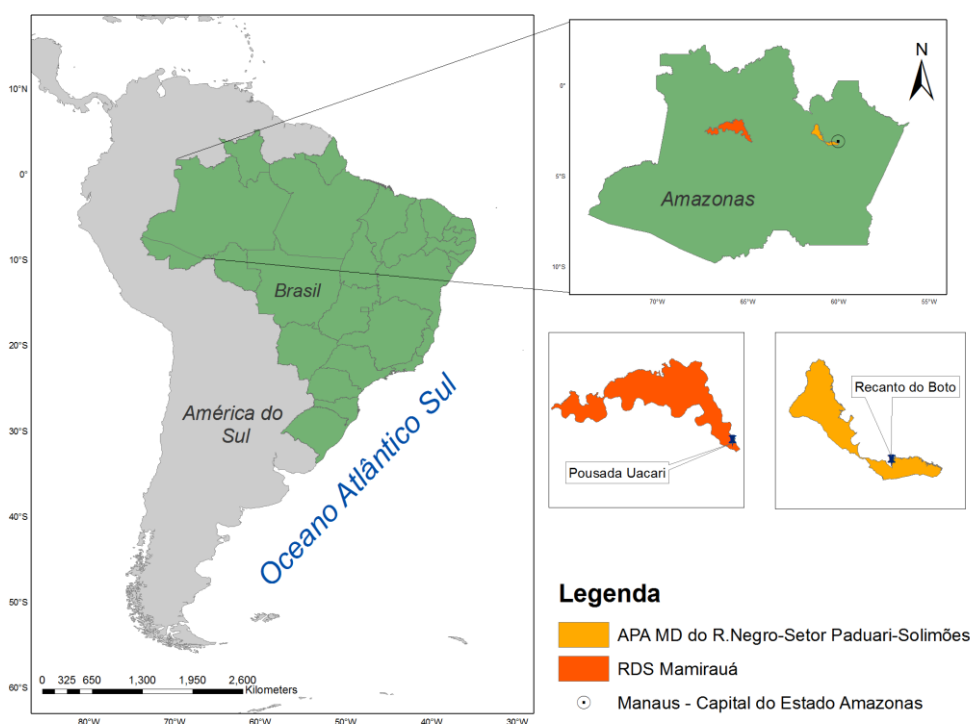 10°N
0°
10°S
20°S
30°S
40°S
50°S
60°S
80°W
70°W
60°W
50°W
40°W
30°W
Brasil
América do
Sul
Oceano Atlântico Sul
0 325 650 1,300 1,950 2,600
Kilometers
N
0°
5°S
10°S
70°W
65°W
60°W
55°W
Amazonas
Pousada Uacari
Recanto do Boto
Legenda
APA MD do R.Negro-Setor Paduari-Solimões
RDS Mamirauá
Manaus - Capital do Estado Amazonas